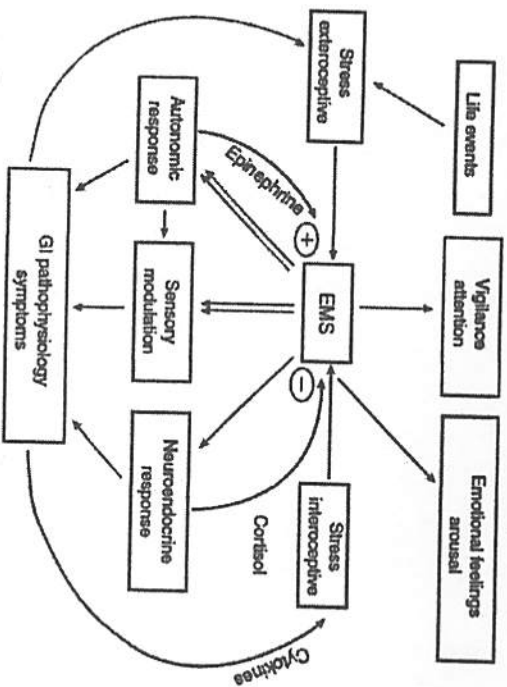 Life events
Vigilance
attention
Emotional feelings
arousal
Stress
exteroceptive
EMS
Stress
interoceptive
+
−
Epinephrine
Cortisol
Autonomic
response
Sensory
modulation
Neuroendocrine
response
GI pathophysiology
symptoms
Cytokines